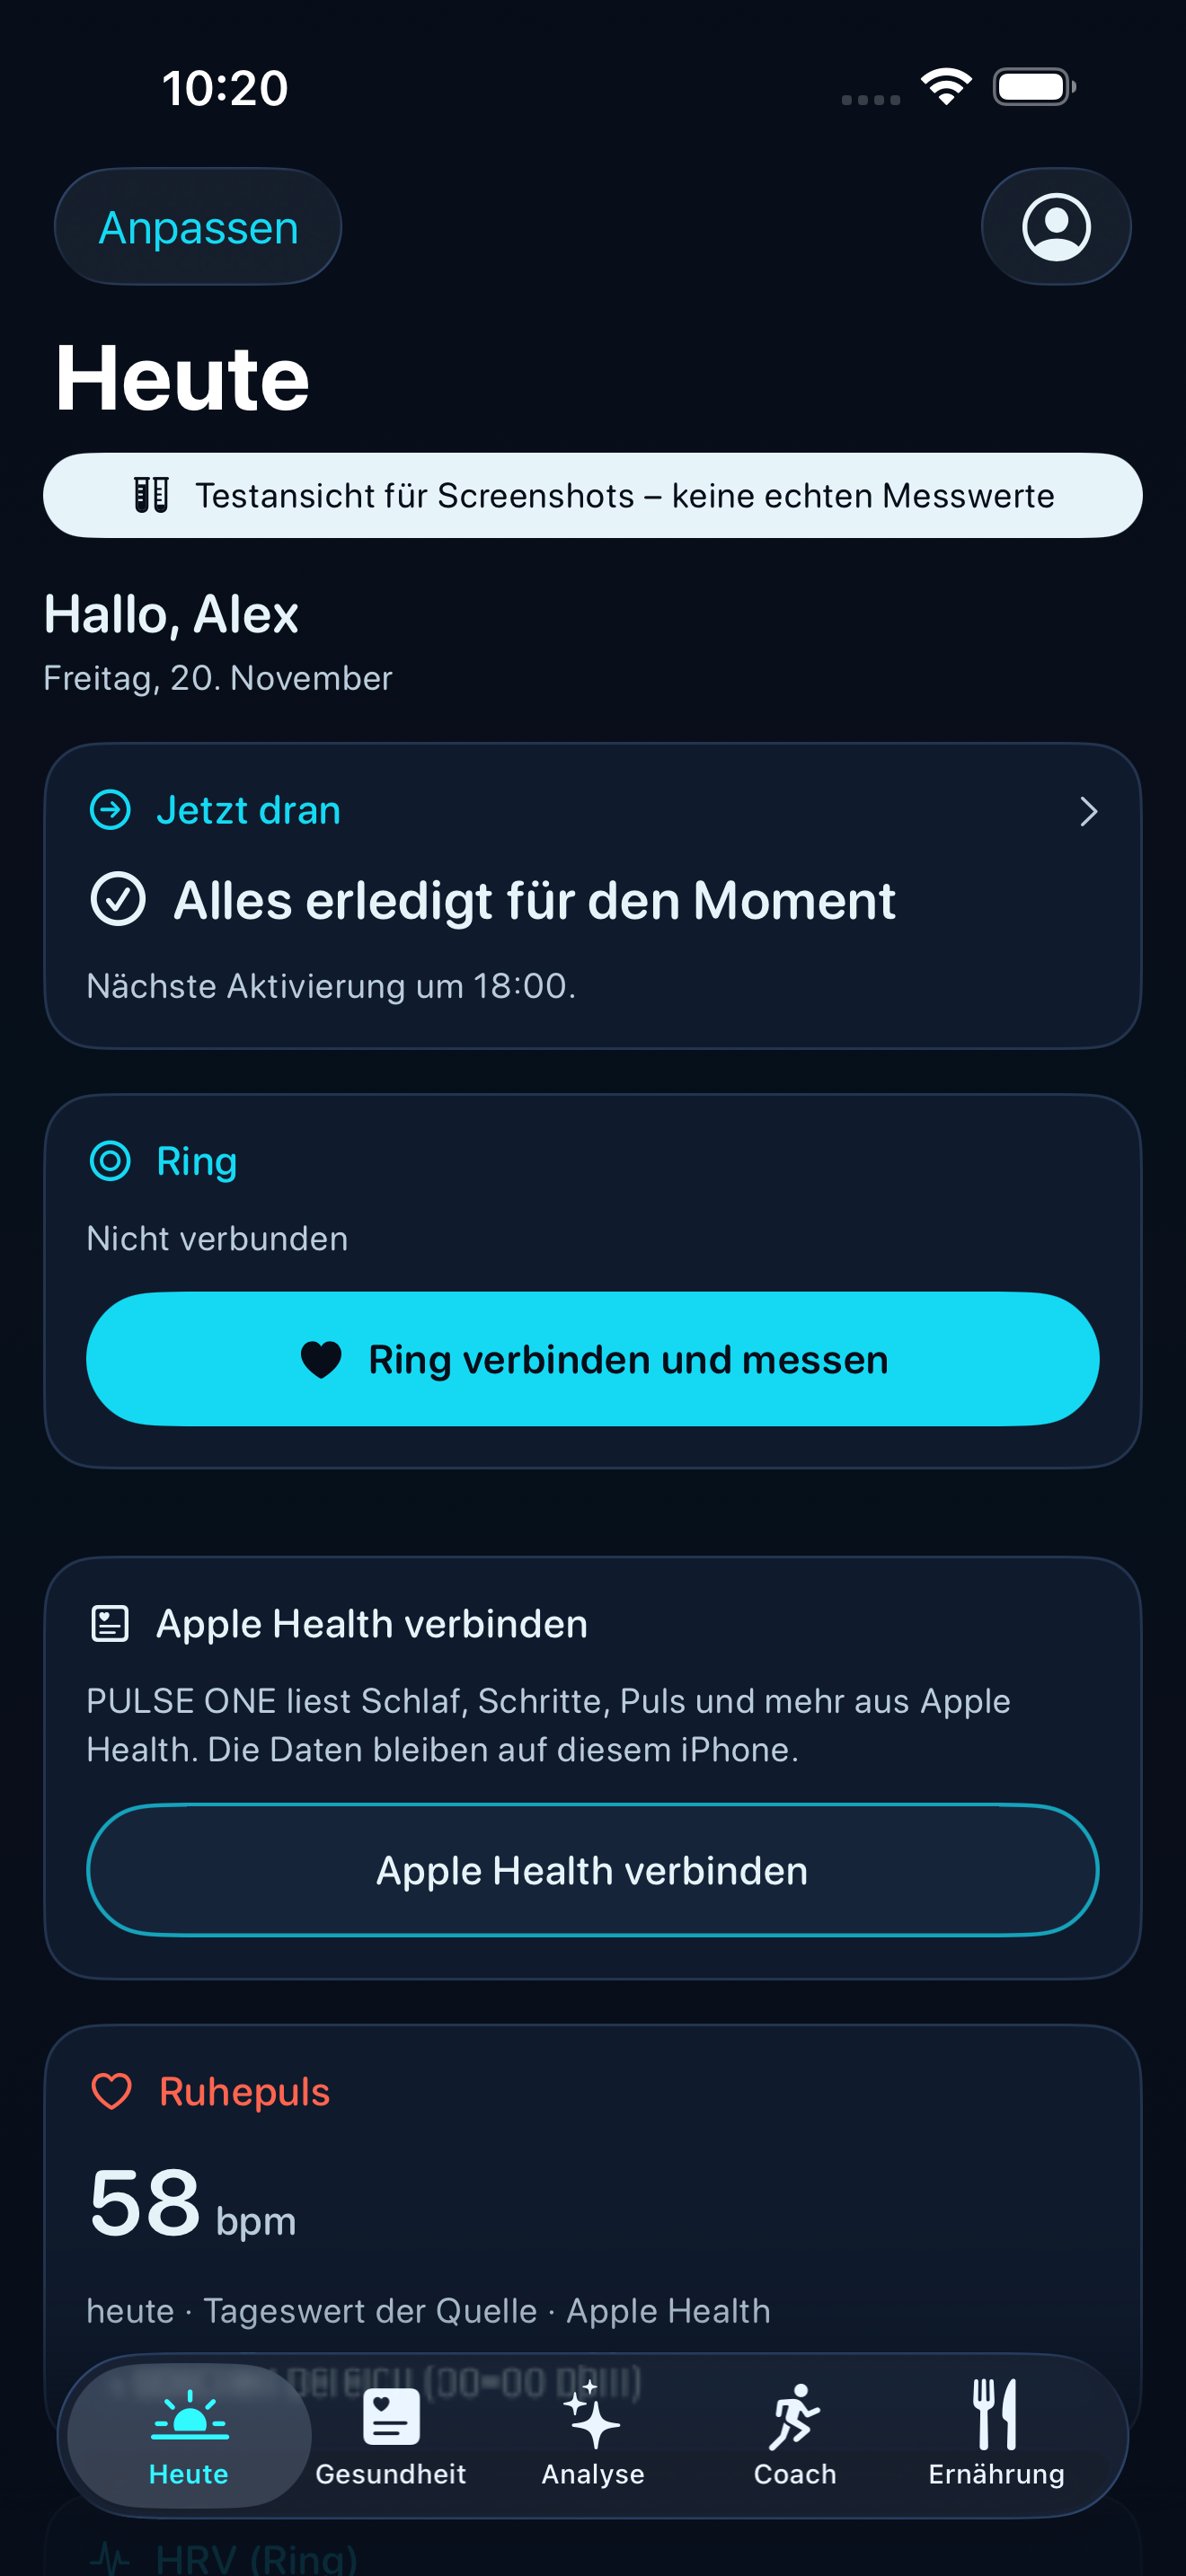 10:20
Anpassen
Heute
Testansicht für Screenshots – keine echten Messwerte
Hallo, Alex
Freitag, 20. November
Jetzt dran
Alles erledigt für den Moment
Nächste Aktivierung um 18:00.
Ring
Nicht verbunden
Ring verbinden und messen
Apple Health verbinden
PULSE ONE liest Schlaf, Schritte, Puls und mehr aus Apple
Health. Die Daten bleiben auf diesem iPhone.
Apple Health verbinden
Ruhepuls
58 bpm
heute · Tageswert der Quelle · Apple Health
Heute
Gesundheit
Analyse
Coach
Ernährung
HRV (Ring)